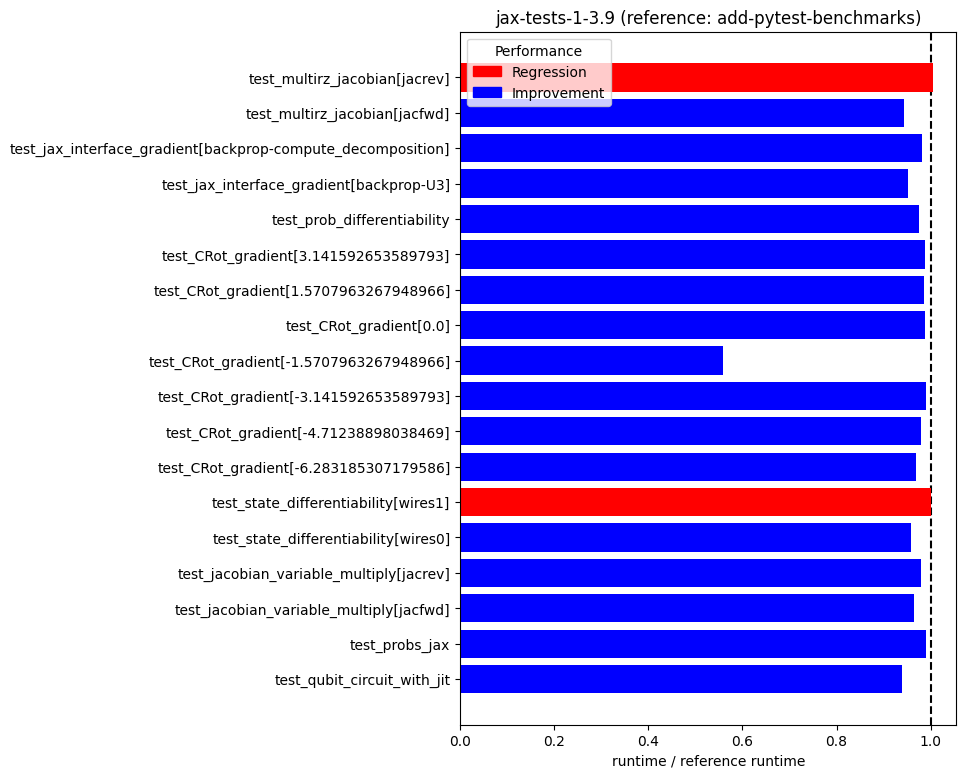 jax-tests-1-3.9 (reference: add-pytest-benchmarks)
Performance
Regression
Improvement
test_multirz_jacobian[jacrev]
test_multirz_jacobian[jacfwd]
test_jax_interface_gradient[backprop-compute_decomposition]
test_jax_interface_gradient[backprop-U3]
test_prob_differentiability
test_CRot_gradient[3.141592653589793]
test_CRot_gradient[1.5707963267948966]
test_CRot_gradient[0.0]
test_CRot_gradient[-1.5707963267948966]
test_CRot_gradient[-3.141592653589793]
test_CRot_gradient[-4.71238898038469]
test_CRot_gradient[-6.283185307179586]
test_state_differentiability[wires1]
test_state_differentiability[wires0]
test_jacobian_variable_multiply[jacrev]
test_jacobian_variable_multiply[jacfwd]
test_probs_jax
test_qubit_circuit_with_jit
0.0 0.2 0.4 0.6 0.8 1.0
runtime / reference runtime